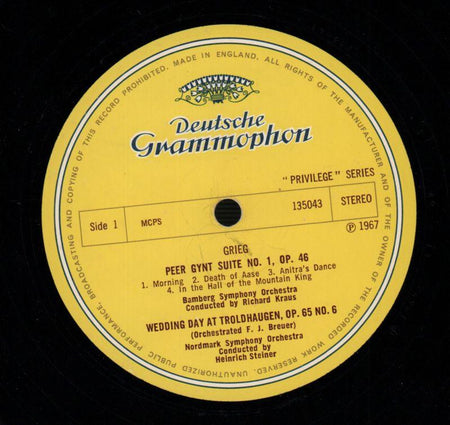 ALL RIGHTS OF THE MANUFACTURER AND OF THE OWNER OF THE RECORDED WORK RESERVED. UNAUTHORIZED PUBLIC PERFORMANCE, BROADCASTING AND COPYING OF THIS RECORD PROHIBITED. MADE IN ENGLAND.
Deutsche
Grammophon
"PRIVILEGE" SERIES
Side 1 MCPS 135043 STEREO
℗ 1967
GRIEG
PEER GYNT SUITE NO. 1, OP. 46
1. Morning 2. Death of Aase 3. Anitra's Dance
4. In the Hall of the Mountain King
Bamberg Symphony Orchestra
Conducted by Richard Kraus
WEDDING DAY AT TROLDHAUGEN, OP. 65 NO. 6
(Orchestrated F. J. Breuer)
Nordmark Symphony Orchestra
Conducted by
Heinrich Steiner